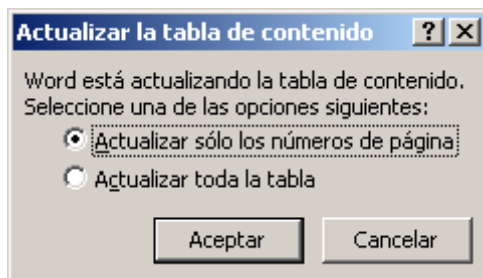 Actualizar la tabla de contenido
Word está actualizando la tabla de contenido.
Seleccione una de las opciones siguientes:
Actualizar sólo los números de página
Actualizar toda la tabla
Aceptar
Cancelar